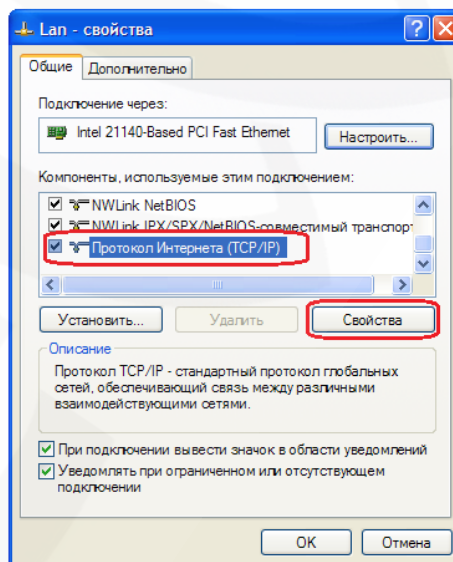 Lan - свойства
Общие
Дополнительно
Подключение через:
Intel 21140-Based PCI Fast Ethernet
Настроить...
Компоненты, используемые этим подключением:
NWLink NetBIOS
NWLink IPX/SPX/NetBIOS-совместимый транспорт
Протокол Интернета (TCP/IP)
Установить...
Удалить
Свойства
Описание
Протокол TCP/IP - стандартный протокол глобальных
сетей, обеспечивающий связь между различными
взаимодействующими сетями.
При подключении вывести значок в области уведомлений
Уведомлять при ограниченном или отсутствующем
подключении
OK
Отмена